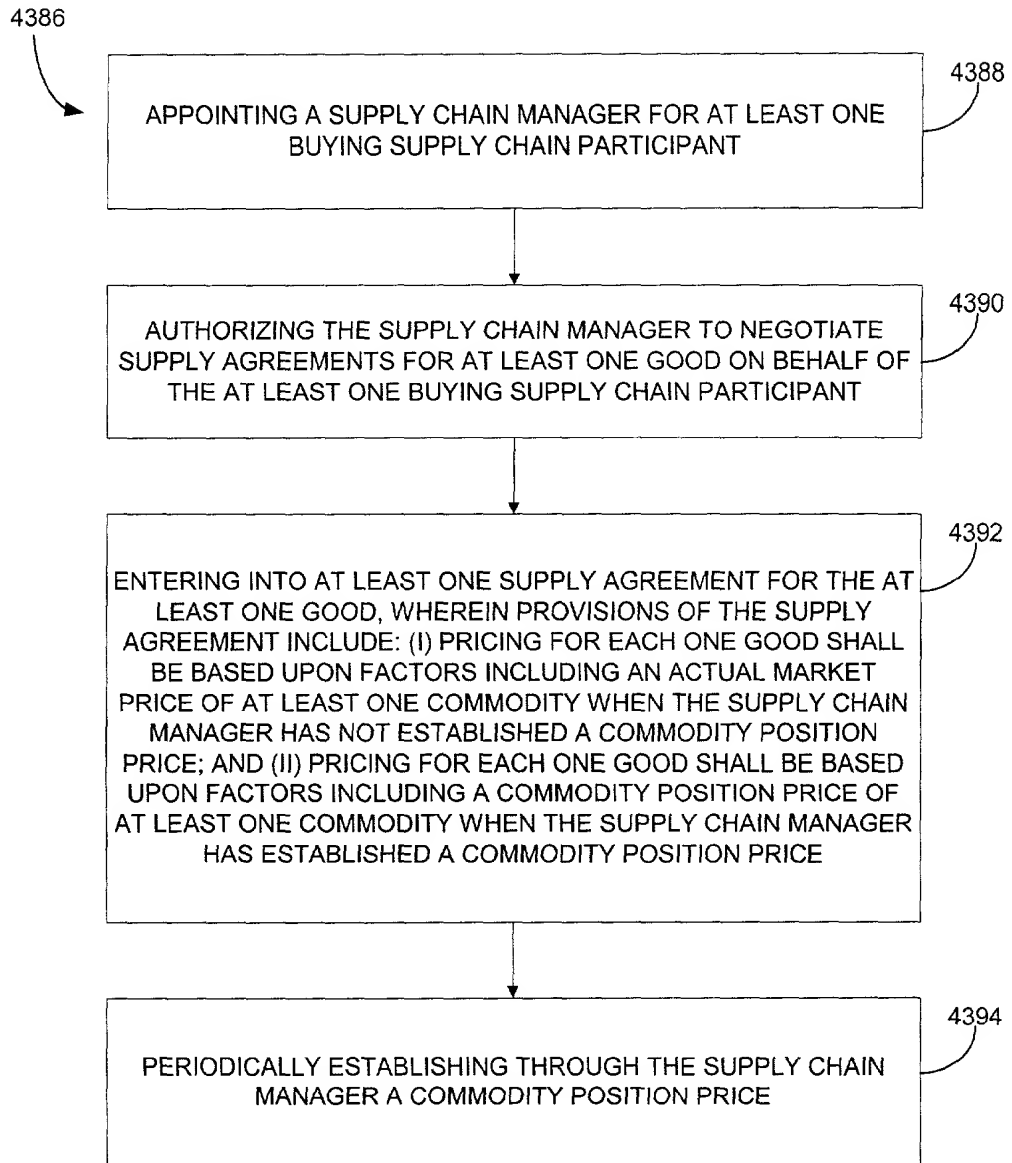 4386
4388
APPOINTING A SUPPLY CHAIN MANAGER FOR AT LEAST ONE
BUYING SUPPLY CHAIN PARTICIPANT
4390
AUTHORIZING THE SUPPLY CHAIN MANAGER TO NEGOTIATE
SUPPLY AGREEMENTS FOR AT LEAST ONE GOOD ON BEHALF OF
THE AT LEAST ONE BUYING SUPPLY CHAIN PARTICIPANT
4392
ENTERING INTO AT LEAST ONE SUPPLY AGREEMENT FOR THE AT
LEAST ONE GOOD, WHEREIN PROVISIONS OF THE SUPPLY
AGREEMENT INCLUDE: (I) PRICING FOR EACH ONE GOOD SHALL
BE BASED UPON FACTORS INCLUDING AN ACTUAL MARKET
PRICE OF AT LEAST ONE COMMODITY WHEN THE SUPPLY CHAIN
MANAGER HAS NOT ESTABLISHED A COMMODITY POSITION
PRICE; AND (II) PRICING FOR EACH ONE GOOD SHALL BE BASED
UPON FACTORS INCLUDING A COMMODITY POSITION PRICE OF
AT LEAST ONE COMMODITY WHEN THE SUPPLY CHAIN MANAGER
HAS ESTABLISHED A COMMODITY POSITION PRICE
4394
PERIODICALLY ESTABLISHING THROUGH THE SUPPLY CHAIN
MANAGER A COMMODITY POSITION PRICE